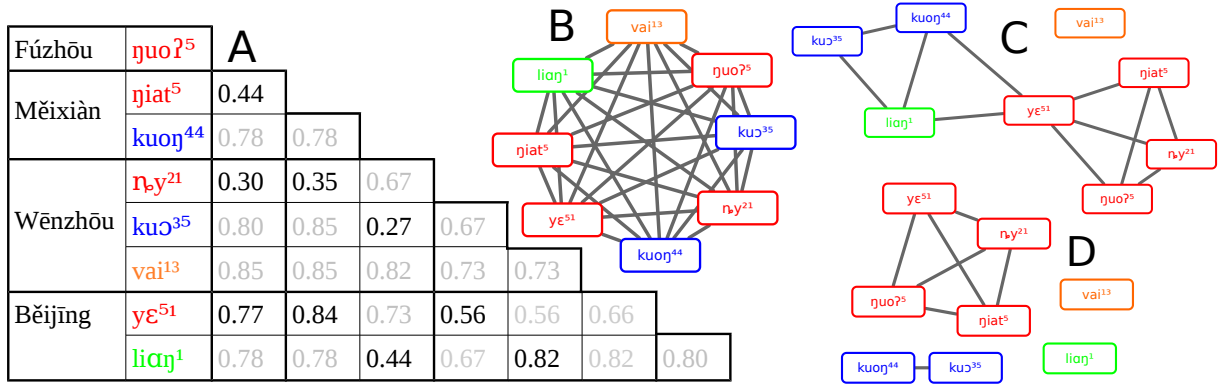 Fúzhōu ŋuoʔ⁵ A
Měixiàn ŋiat⁵ 0.44
kuoŋ⁴⁴ 0.78 0.78
Wēnzhōu n̠y²¹ 0.30 0.35 0.67
kuɔ³⁵ 0.80 0.85 0.27 0.67
vai¹³ 0.85 0.85 0.82 0.73 0.73
Běijīng yɛ⁵¹ 0.77 0.84 0.73 0.56 0.56 0.66
liɑŋ¹ 0.78 0.78 0.44 0.67 0.82 0.82 0.80
B
vai¹³
liɑŋ¹
ŋuoʔ⁵
kuɔ³⁵
ŋiat⁵
yɛ⁵¹
n̠y²¹
kuoŋ⁴⁴
C
kuoŋ⁴⁴
vai¹³
kuɔ³⁵
ŋiat⁵
liɑŋ¹
yɛ⁵¹
n̠y²¹
ŋuoʔ⁵
D
yɛ⁵¹
n̠y²¹
ŋuoʔ⁵
ŋiat⁵
vai¹³
kuoŋ⁴⁴
kuɔ³⁵
liɑŋ¹